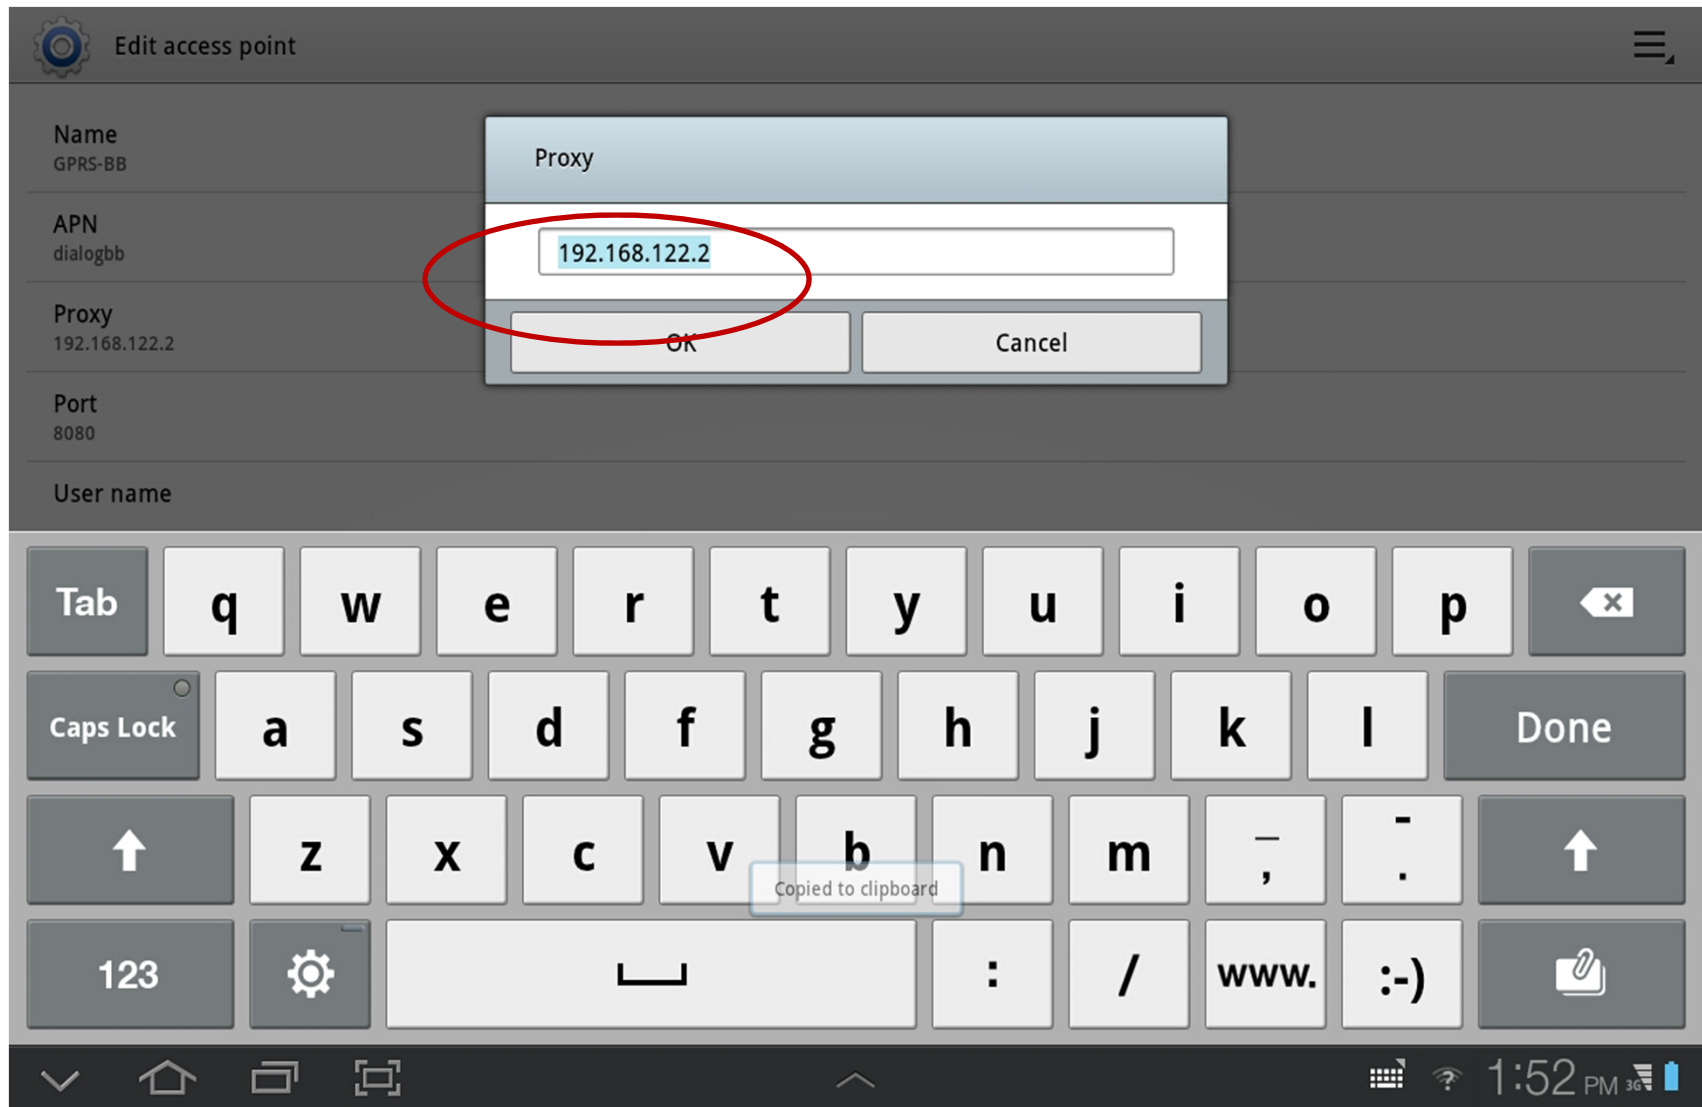 Edit access point
Name
GPRS-BB
APN
dialogbb
Proxy
192.168.122.2
Port
8080
User name
Proxy
192.168.122.2
OK
Cancel
Tab q w e r t y u i o p
Caps Lock a s d f g h j k l Done
z x c v b n m _ , - .
Copied to clipboard
123 : / www. :-)
1:52 PM 3G